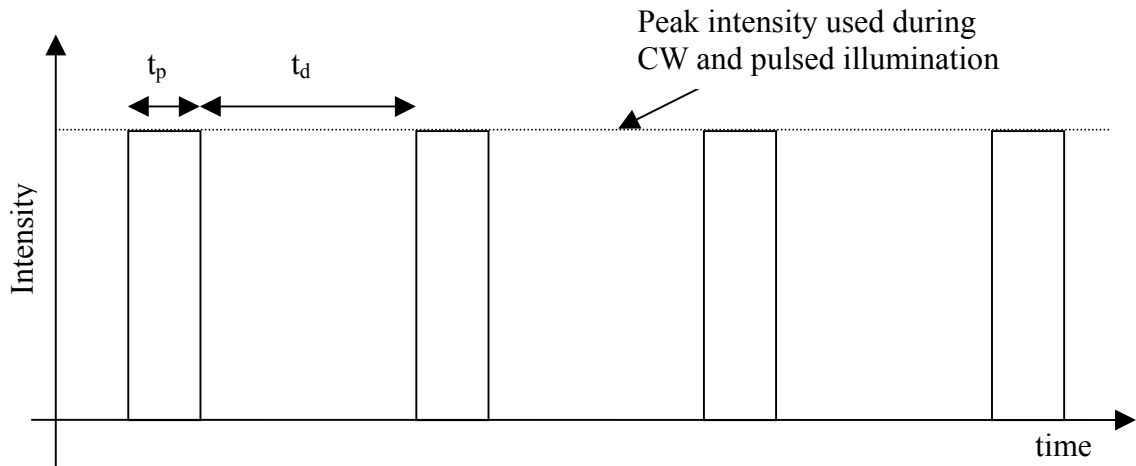 Peak intensity used during
CW and pulsed illumination
tp
td
Intensity
time